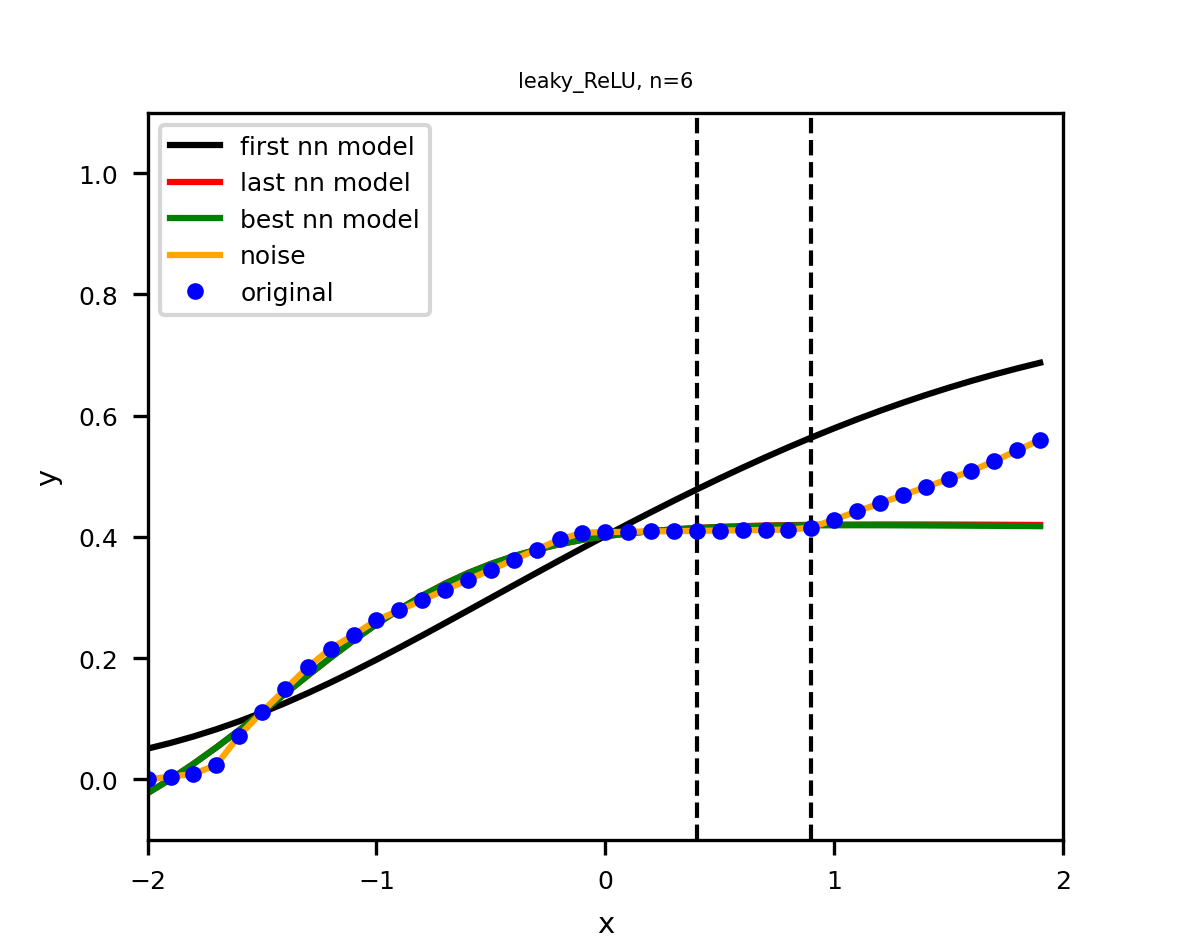 leaky_ReLU, n=6
first nn model
last nn model
best nn model
noise
original
1.0
0.8
0.6
0.4
0.2
0.0
y
−2 −1 0 1 2
x